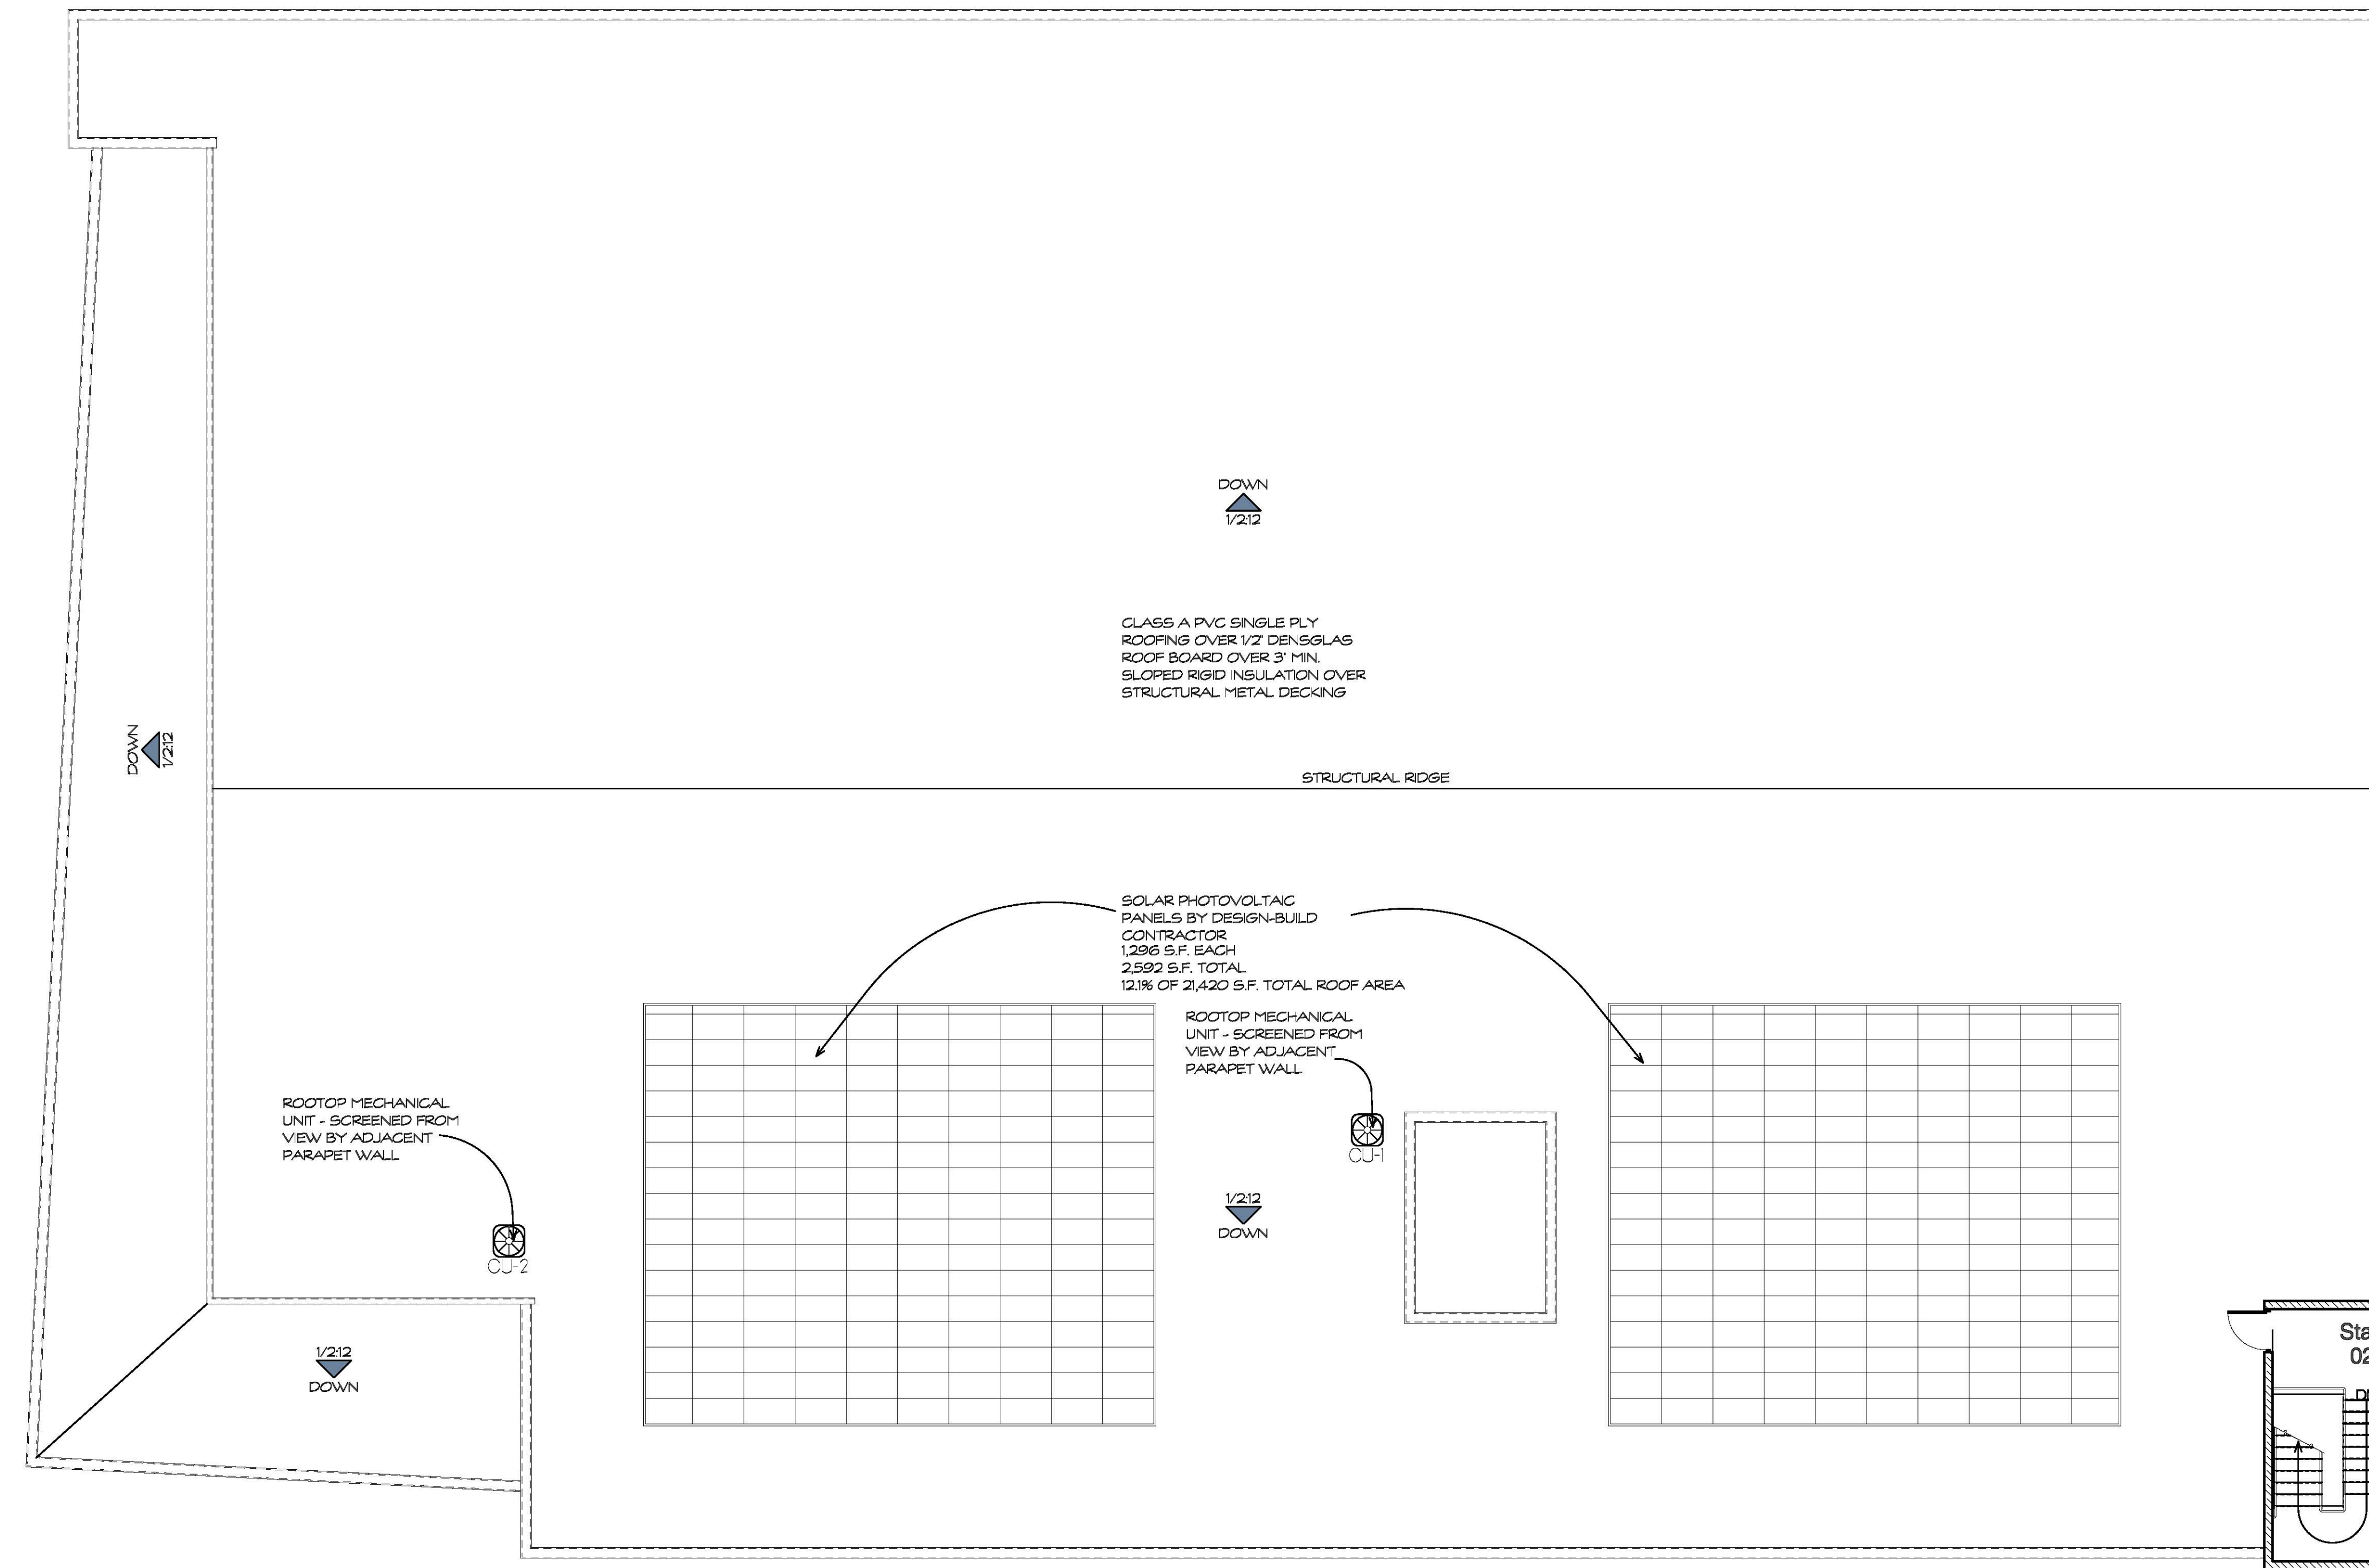 DOWN
1/2:12
CLASS A PVC SINGLE PLY
ROOFING OVER 1/2" DENSGLAS
ROOF BOARD OVER 3" MIN.
SLOPED RIGID INSULATION OVER
STRUCTURAL METAL DECKING
DOWN
1/2:12
STRUCTURAL RIDGE
SOLAR PHOTOVOLTAIC
PANELS BY DESIGN-BUILD
CONTRACTOR
1,296 S.F. EACH
2,592 S.F. TOTAL
12.1% OF 21,420 S.F. TOTAL ROOF AREA
ROOTOP MECHANICAL
UNIT - SCREENED FROM
VIEW BY ADJACENT
PARAPET WALL
CU-1
ROOTOP MECHANICAL
UNIT - SCREENED FROM
VIEW BY ADJACENT
PARAPET WALL
CU-2
1/2:12
DOWN
1/2:12
DOWN
Sta
02